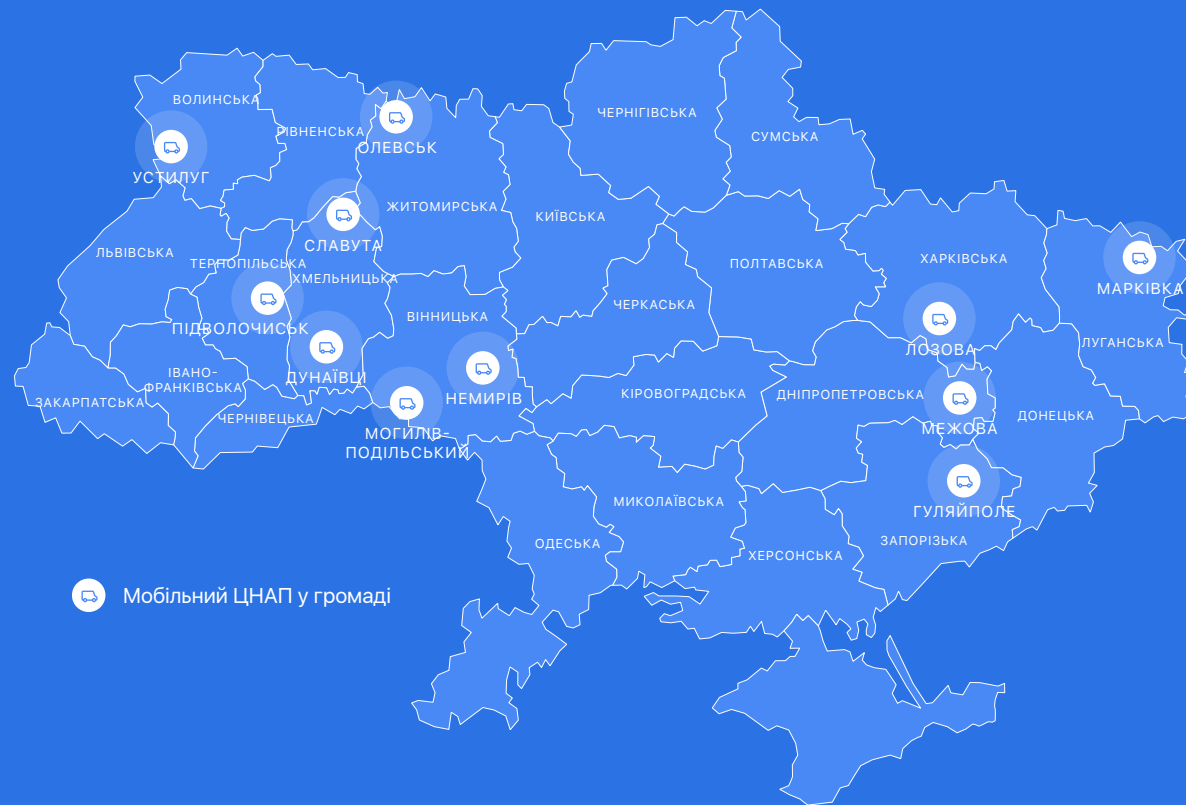 ВОЛИНСЬКА
РІВНЕНСЬКА
ОЛЕВСЬК
ЧЕРНІГІВСЬКА
СУМСЬКА
УСТИЛУГ
ЖИТОМИРСЬКА
КИЇВСЬКА
СЛАВУТА
ЛЬВІВСЬКА
ТЕРНОПІЛЬСЬКА
ХМЕЛЬНИЦЬКА
ПОЛТАВСЬКА
ХАРКІВСЬКА
МАРКІВКА
ЧЕРКАСЬКА
ВІННИЦЬКА
ПІДВОЛОЧИСЬК
ЛОЗОВА
ЛУГАНСЬКА
ІВАНО-
ФРАНКІВСЬКА
ДУНАЇВЦІ
НЕМИРІВ
КІРОВОГРАДСЬКА
ДНІПРОПЕТРОВСЬКА
ЗАКАРПАТСЬКА
ЧЕРНІВЕЦЬКА
ДОНЕЦЬКА
МЕЖОВА
МОГИЛІВ-
ПОДІЛЬСЬКИЙ
МИКОЛАЇВСЬКА
ГУЛЯЙПОЛЕ
ОДЕСЬКА
ЗАПОРІЗЬКА
ХЕРСОНСЬКА
Мобільний ЦНАП у громаді